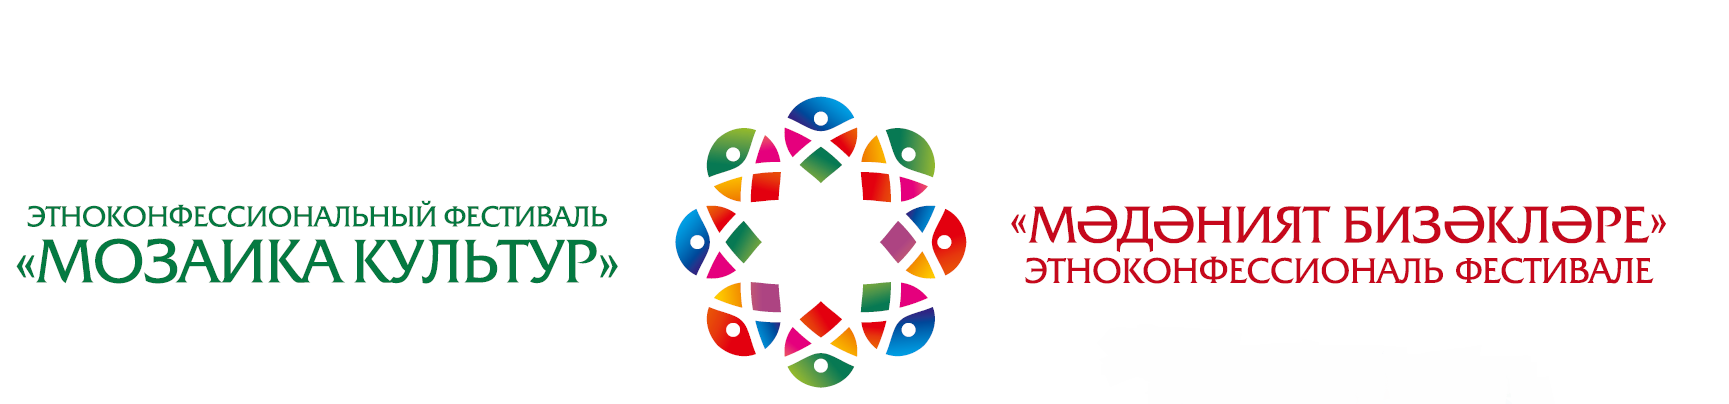 ЭТНОКОНФЕССИОНАЛЬНЫЙ ФЕСТИВАЛЬ
«МОЗАИКА КУЛЬТУР»
«МӘДӘНИЯТ БИЗӘКЛӘРЕ»
ЭТНОКОНФЕССИОНАЛЬ ФЕСТИВАЛЕ